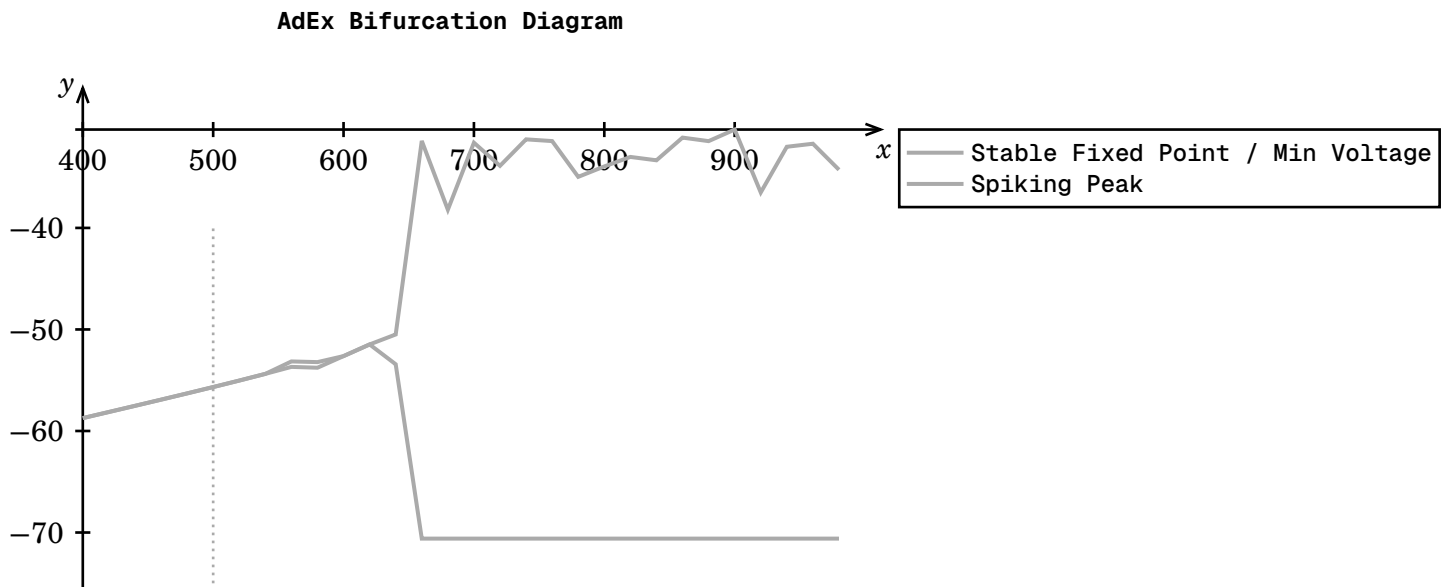 AdEx Bifurcation Diagram
y
400 500 600 700 800 900 x
Stable Fixed Point / Min Voltage
Spiking Peak
−40
−50
−60
−70